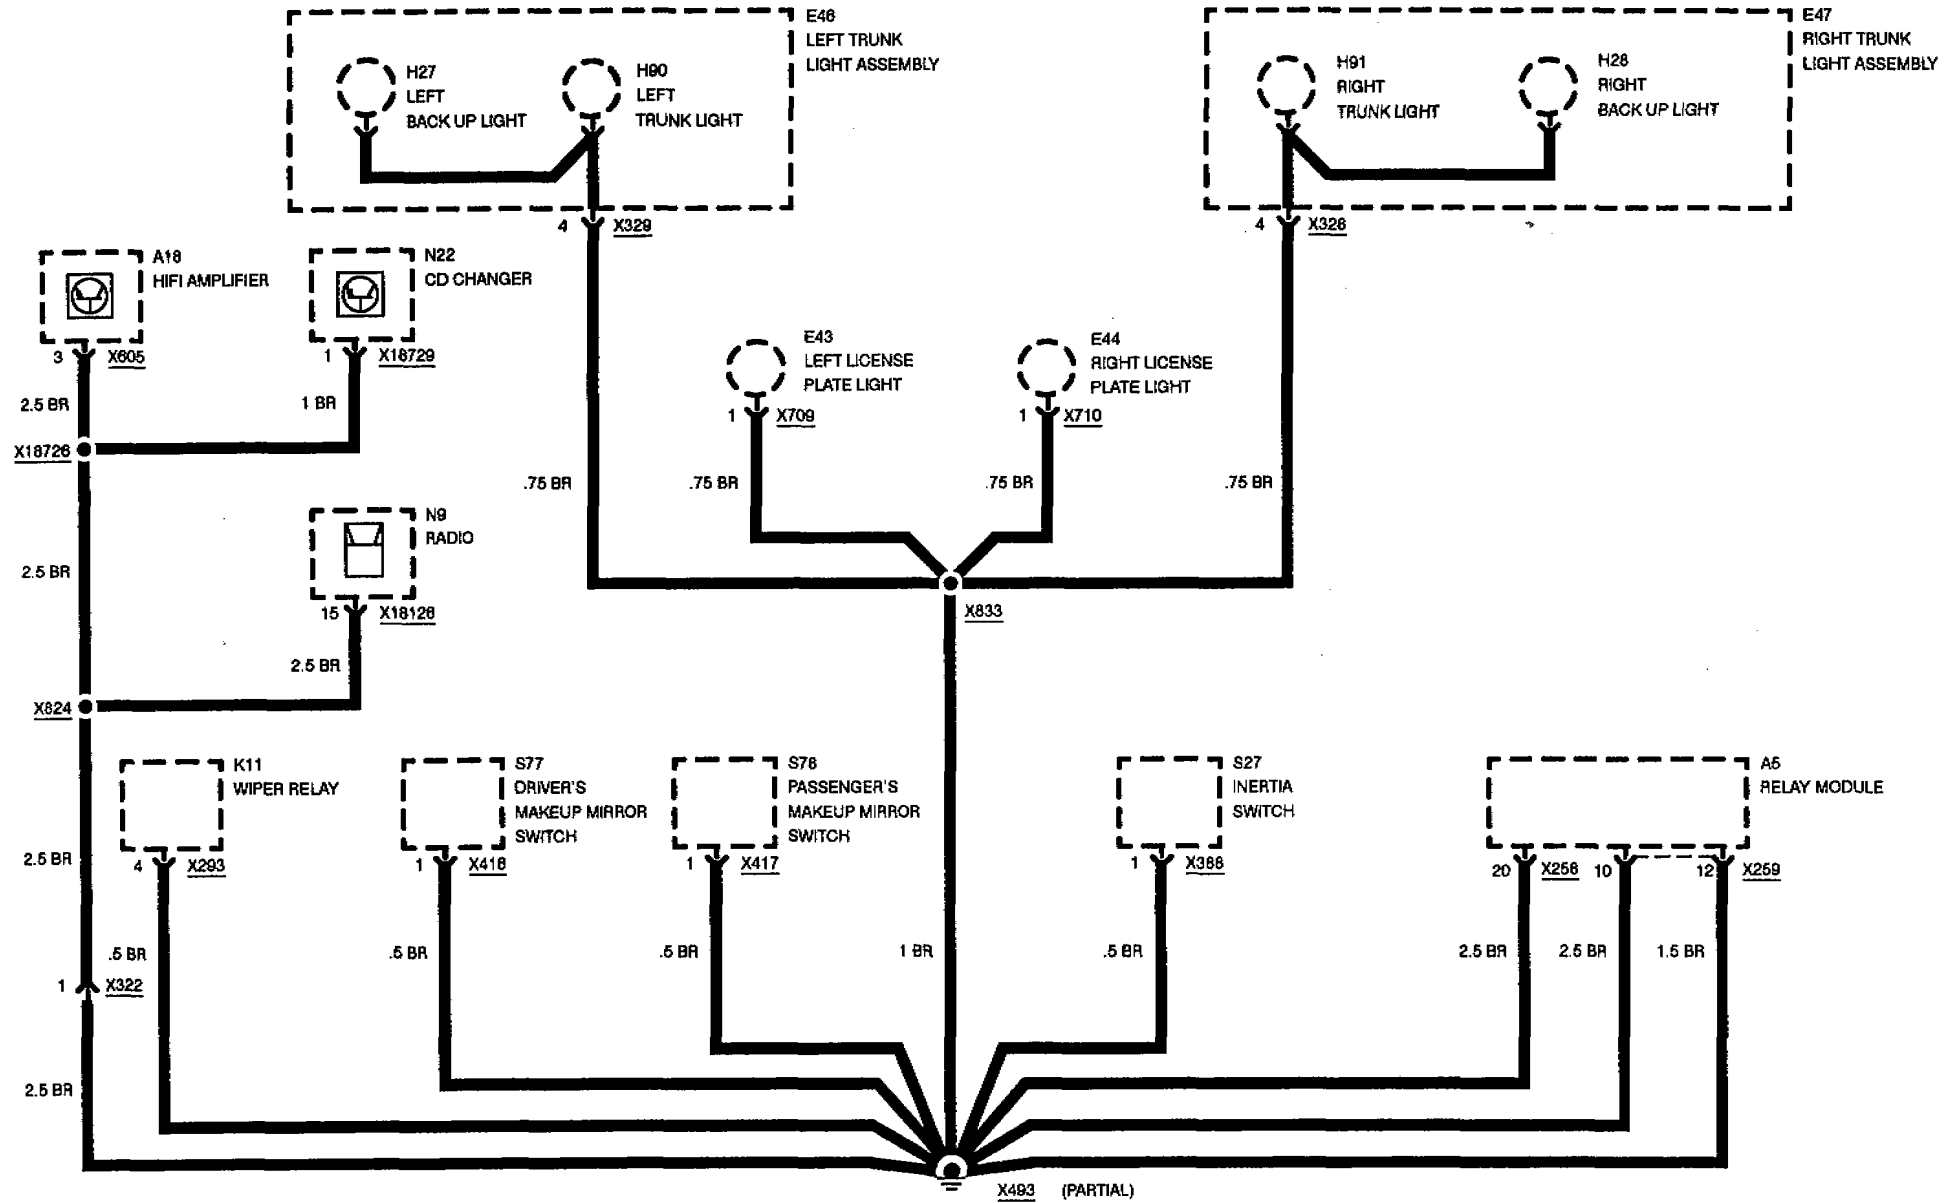 E46
LEFT TRUNK
LIGHT ASSEMBLY
H27
LEFT
BACK UP LIGHT
H90
LEFT
TRUNK LIGHT
E47
RIGHT TRUNK
LIGHT ASSEMBLY
H91
RIGHT
TRUNK LIGHT
H28
RIGHT
BACK UP LIGHT
4 X329
4 X328
A18
HIFI AMPLIFIER
N22
CD CHANGER
3 X605
1 X18729
2.5 BR
1 BR
X18726
E43
LEFT LICENSE
PLATE LIGHT
E44
RIGHT LICENSE
PLATE LIGHT
1 X709
1 X710
.75 BR
.75 BR
.75 BR
.75 BR
N9
RADIO
2.5 BR
15 X18126
X833
2.5 BR
X824
K11
WIPER RELAY
S77
DRIVER'S
MAKEUP MIRROR
SWITCH
S78
PASSENGER'S
MAKEUP MIRROR
SWITCH
S27
INERTIA
SWITCH
A5
RELAY MODULE
2.5 BR
4 X293
1 X418
1 X417
1 X388
20 X258
10
12 X259
.5 BR
.5 BR
.5 BR
1 BR
.5 BR
2.5 BR
2.5 BR
1.5 BR
1 X322
2.5 BR
X493 (PARTIAL)